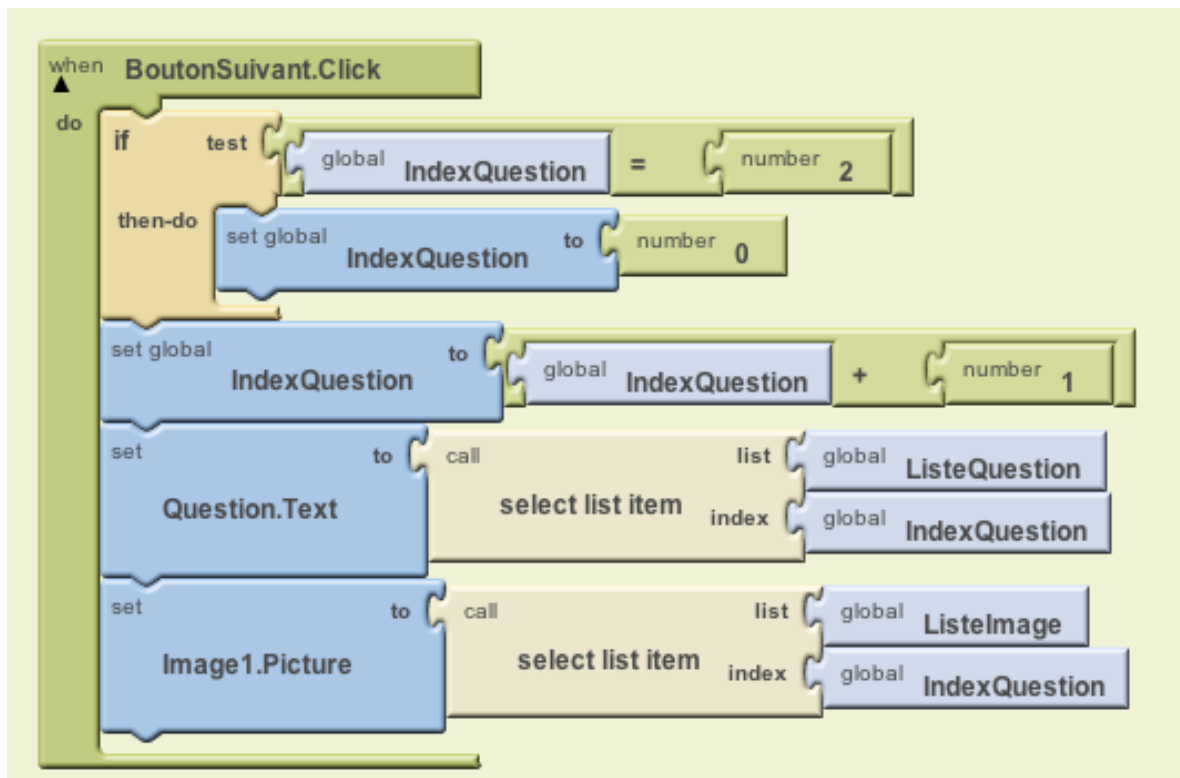 when BoutonSuivant.Click
do
if test global IndexQuestion = number 2
then-do set global IndexQuestion to number 0
set global IndexQuestion to global IndexQuestion + number 1
set Question.Text to call select list item list global ListeQuestion
index global IndexQuestion
set Image1.Picture to call select list item list global ListeImage
index global IndexQuestion